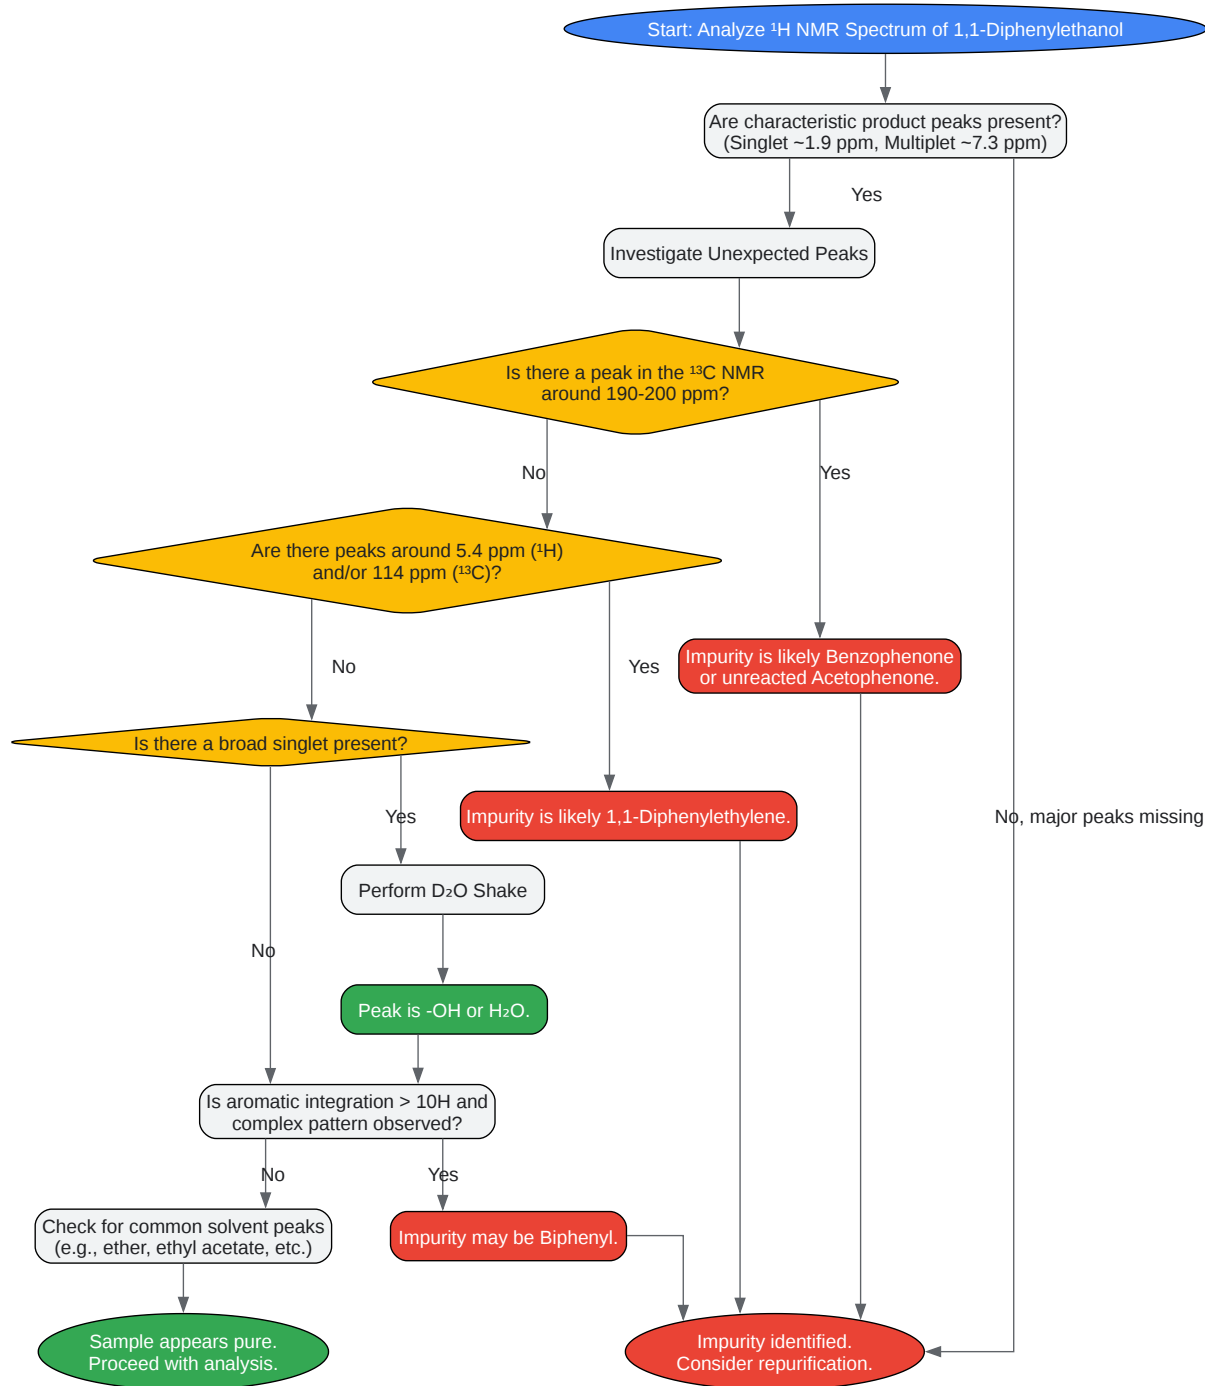 Start: Analyze ¹H NMR Spectrum of 1,1-Diphenylethanol
Are characteristic product peaks present?
(Singlet ~1.9 ppm, Multiplet ~7.3 ppm)
Yes
Investigate Unexpected Peaks
Is there a peak in the ¹³C NMR
around 190-200 ppm?
No
Yes
Are there peaks around 5.4 ppm (¹H)
and/or 114 ppm (¹³C)?
No
Yes
Impurity is likely Benzophenone
or unreacted Acetophenone.
Is there a broad singlet present?
Yes
Impurity is likely 1,1-Diphenylethylene.
No, major peaks missing
Perform D₂O Shake
No
Peak is -OH or H₂O.
Is aromatic integration > 10H and
complex pattern observed?
No
Yes
Check for common solvent peaks
(e.g., ether, ethyl acetate, etc.)
Impurity may be Biphenyl.
Sample appears pure.
Proceed with analysis.
Impurity identified.
Consider repurification.